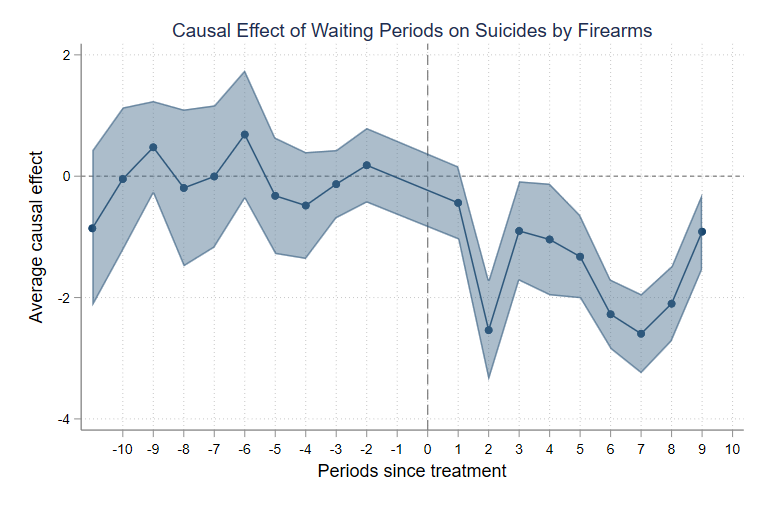 Causal Effect of Waiting Periods on Suicides by Firearms
2
0
-2
-4
Average causal effect
-10 -9 -8 -7 -6 -5 -4 -3 -2 -1 0 1 2 3 4 5 6 7 8 9 10
Periods since treatment